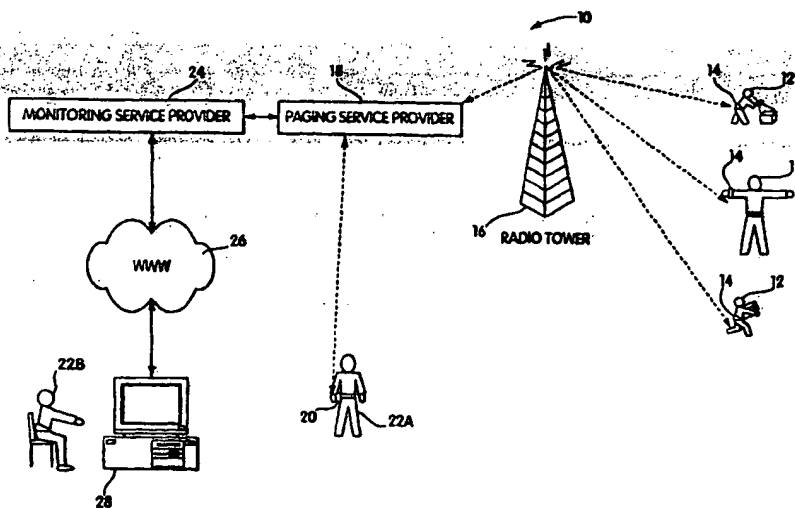 10
24
18
14 12
MONITORING SERVICE PROVIDER
PAGING SERVICE PROVIDER
14 1
16
RADIO TOWER
26
WWW
14 12
22B
20 22A
28